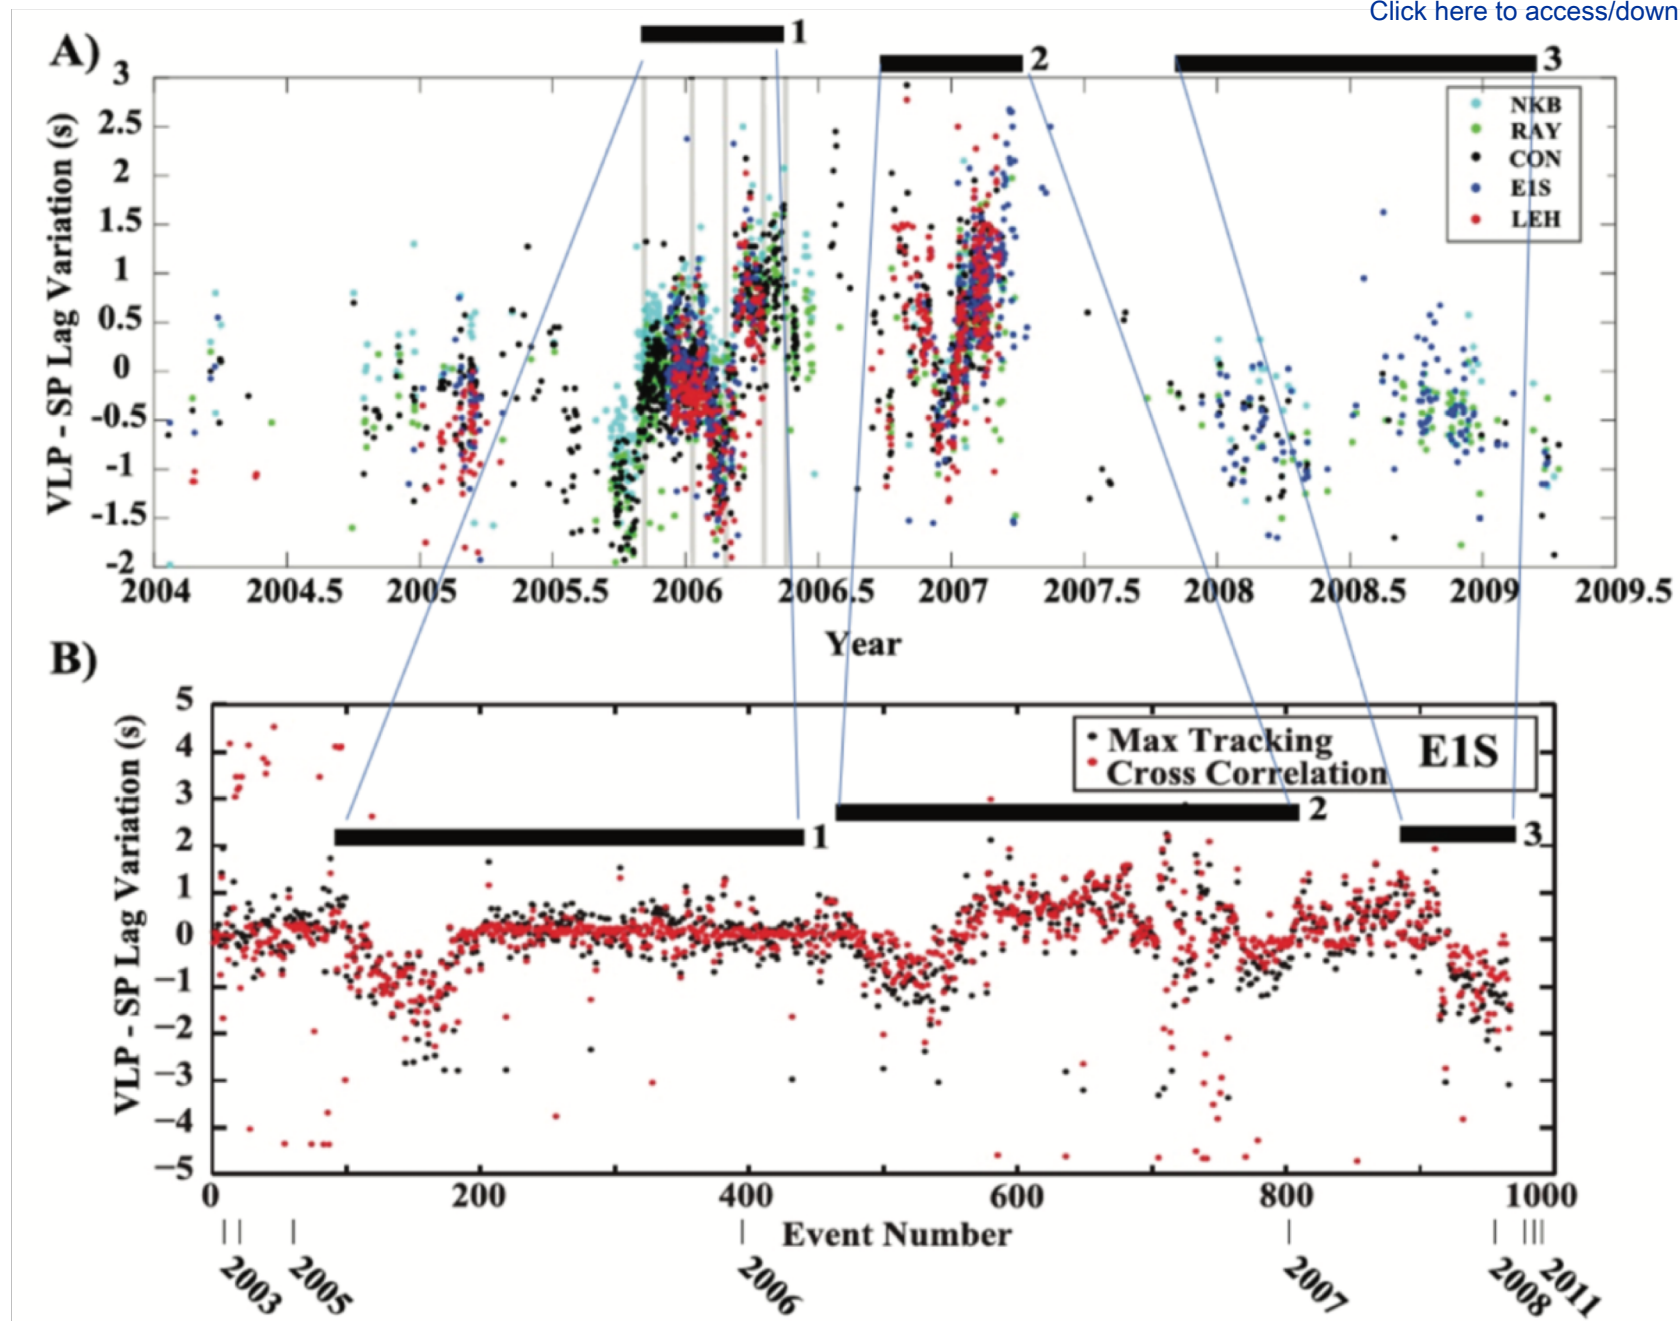 Click here to access/down
A)
1
2
3
3
2.5
2
1.5
1
0.5
0
-0.5
-1
-1.5
-2
VLP - SP Lag Variation (s)
NKB
RAY
CON
E1S
LEH
2004 2004.5 2005 2005.5 2006 2006.5 2007 2007.5 2008 2008.5 2009 2009.5
Year
B)
5
4
3
2
1
0
−1
−2
−3
−4
−5
VLP - SP Lag Variation (s)
Max Tracking
Cross Correlation
E1S
1
2
3
0 200 400 600 800 1000
Event Number
2003 2005 2006 2007 2008 2011